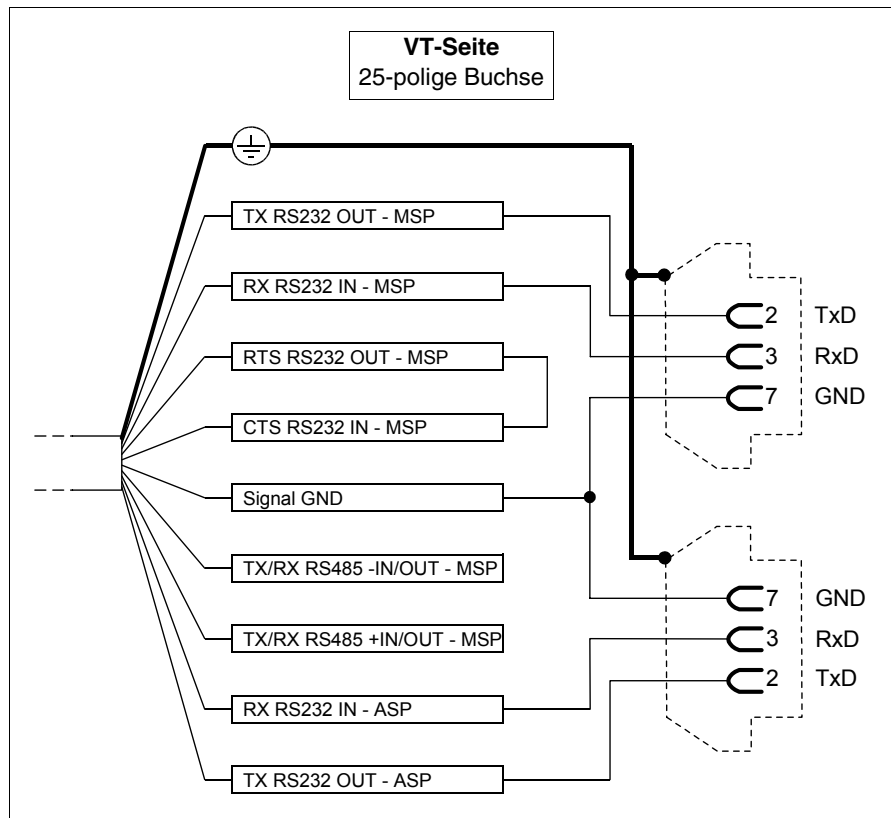 VT-Seite
25-polige Buchse
TX RS232 OUT - MSP
RX RS232 IN - MSP
RTS RS232 OUT - MSP
CTS RS232 IN - MSP
Signal GND
TX/RX RS485 -IN/OUT - MSP
TX/RX RS485 +IN/OUT - MSP
RX RS232 IN - ASP
TX RS232 OUT - ASP
2 TxD
3 RxD
7 GND
7 GND
3 RxD
2 TxD